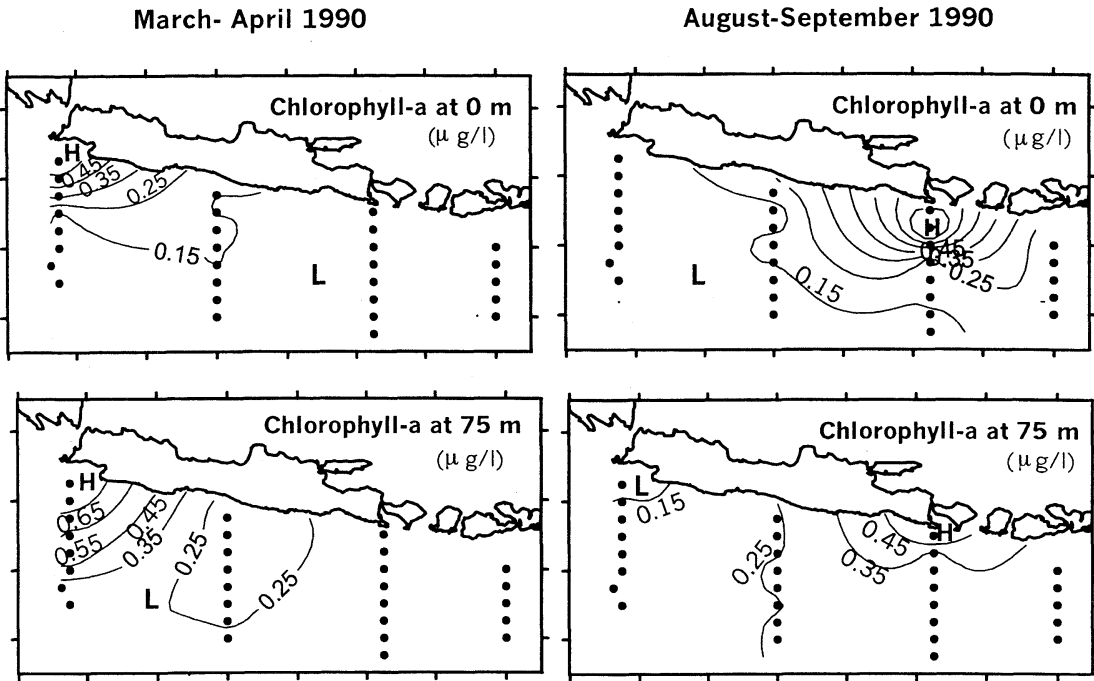 March- April 1990
August-September 1990
Chlorophyll-a at 0 m
(μ g/l)
H
0.45
0.35
0.25
0.15
L
Chlorophyll-a at 0 m
(μ g/l)
H
0.45
0.35
0.25
0.15
L
Chlorophyll-a at 75 m
(μ g/l)
H
0.65
0.55
0.45
0.35
0.25
0.25
L
Chlorophyll-a at 75 m
(μ g/l)
L
0.15
H
0.45
0.35
0.25